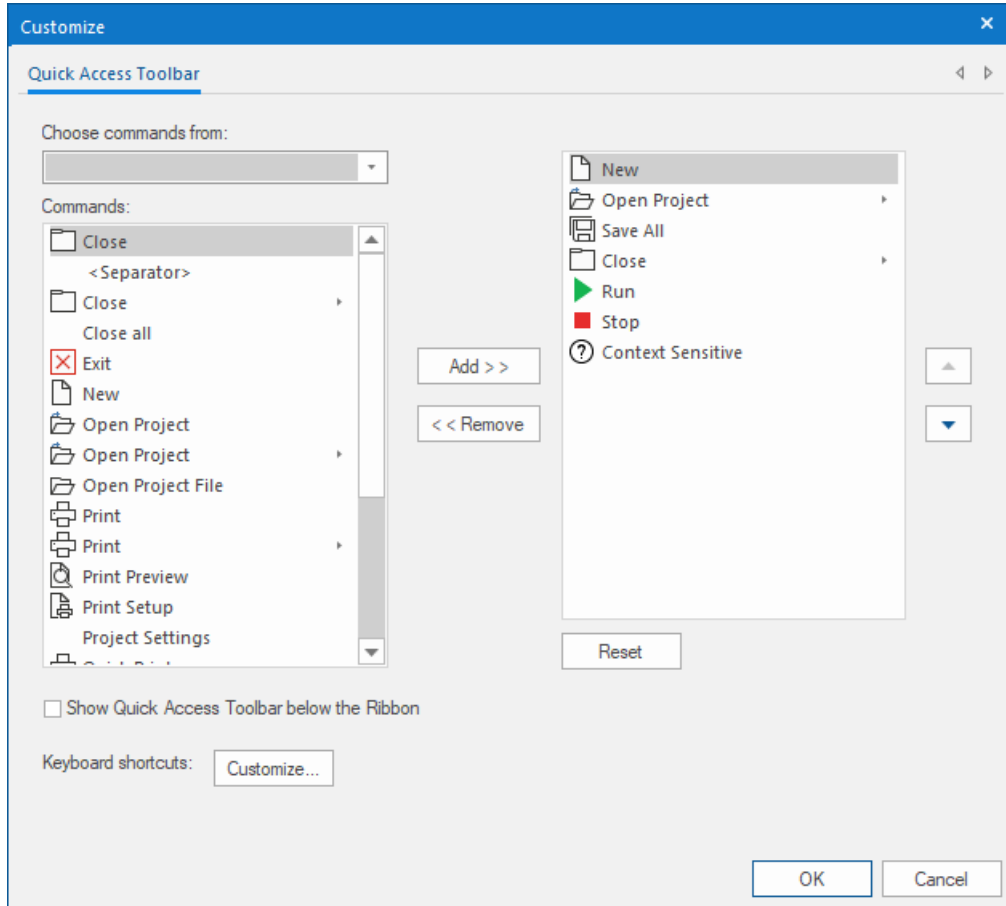 Customize
Quick Access Toolbar
Choose commands from:
Commands:
Close
<Separator>
Close
Close all
Exit
New
Open Project
Open Project
Open Project File
Print
Print
Print Preview
Print Setup
Project Settings
Add > >
< < Remove
New
Open Project
Save All
Close
Run
Stop
Context Sensitive
Reset
Show Quick Access Toolbar below the Ribbon
Keyboard shortcuts:
Customize...
OK
Cancel